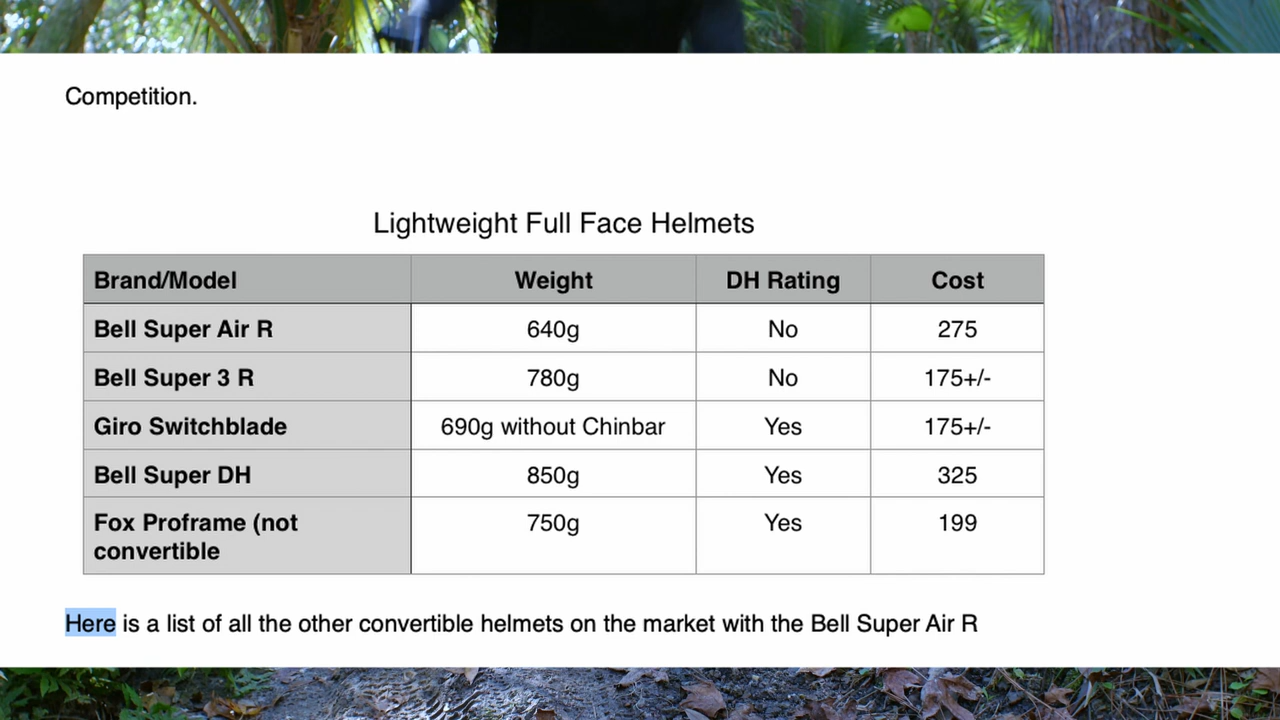 Competition.
Lightweight Full Face Helmets
Brand/Model Weight DH Rating Cost
Bell Super Air R 640g No 275
Bell Super 3 R 780g No 175+/-
Giro Switchblade 690g without Chinbar Yes 175+/-
Bell Super DH 850g Yes 325
Fox Proframe (not 750g Yes 199
convertible
Here is a list of all the other convertible helmets on the market with the Bell Super Air R